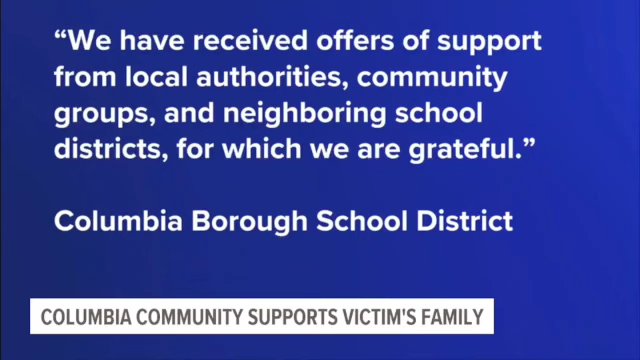 “We have received offers of support
from local authorities, community
groups, and neighboring school
districts, for which we are grateful.”
Columbia Borough School District
COLUMBIA COMMUNITY SUPPORTS VICTIM'S FAMILY